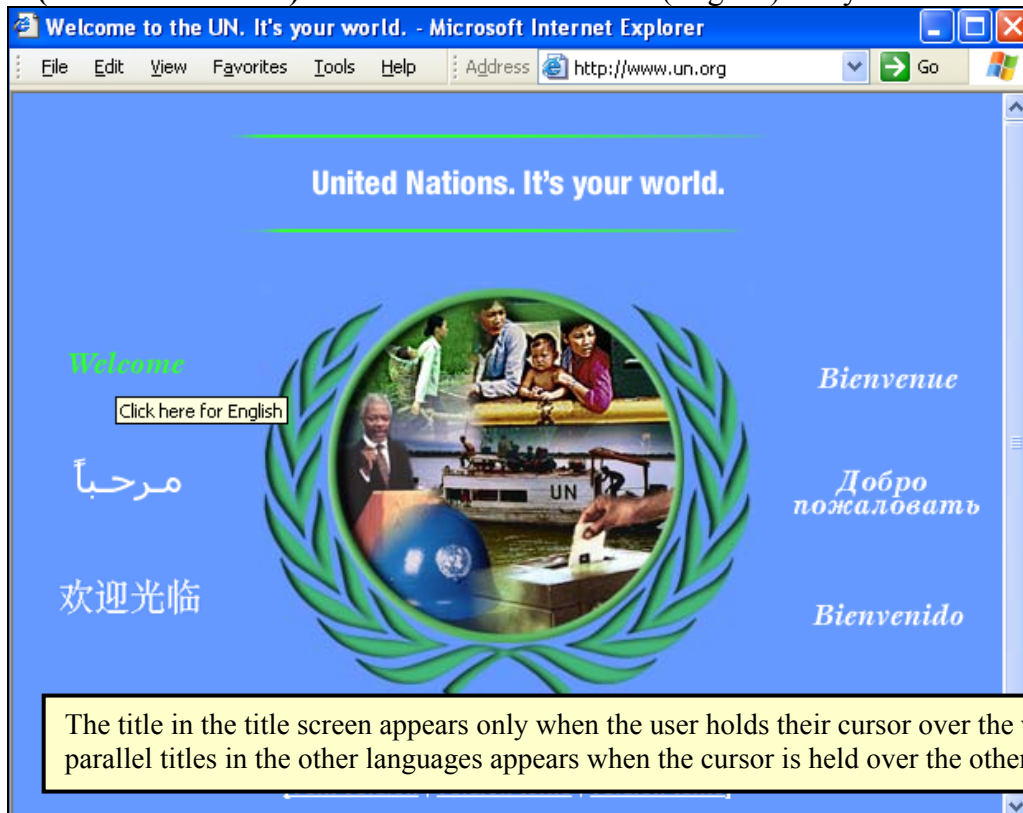 Welcome to the UN. It's your world. - Microsoft Internet Explorer
File Edit View Favorites Tools Help Address http://www.un.org Go
United Nations. It's your world.
Welcome
Click here for English
مرحباً
欢迎光临
Bienvenue
Добро
пожаловать
Bienvenido
UN
The title in the title screen appears only when the user holds their cursor over the
parallel titles in the other languages appears when the cursor is held over the other